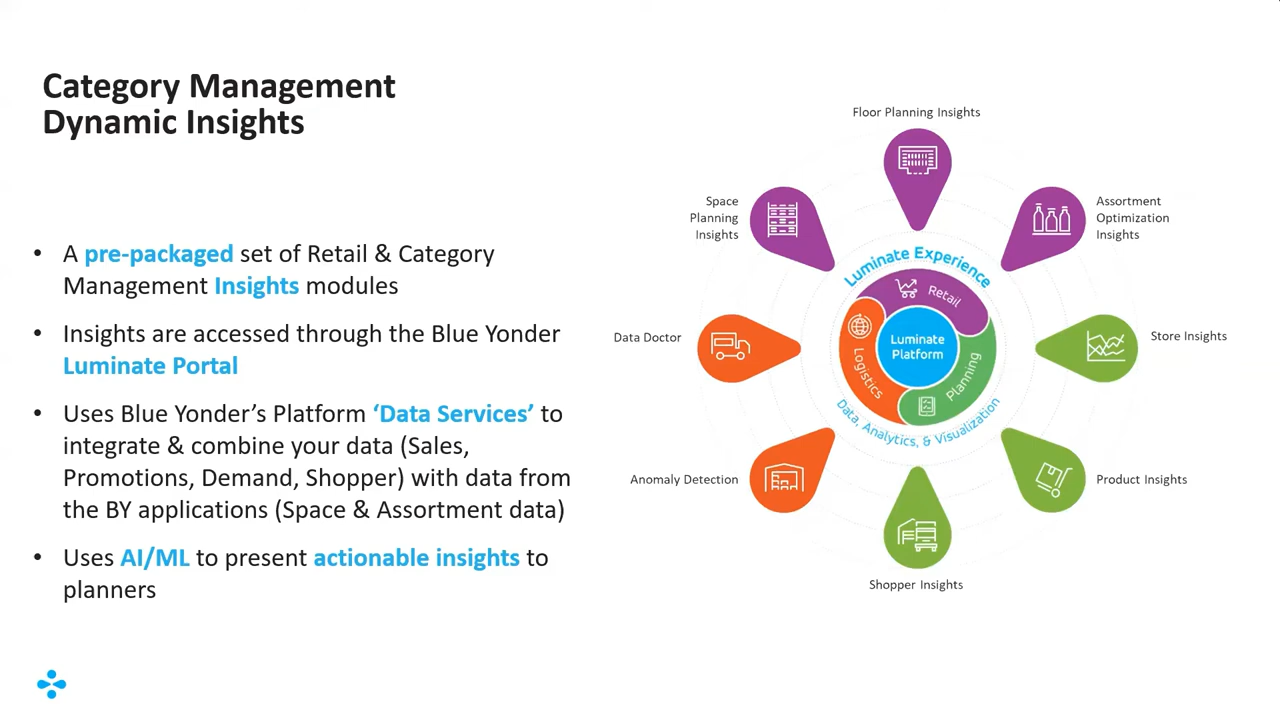 Category Management
Dynamic Insights
• A pre-packaged set of Retail & Category
Management Insights modules
• Insights are accessed through the Blue Yonder
Luminate Portal
• Uses Blue Yonder’s Platform ‘Data Services’ to
integrate & combine your data (Sales,
Promotions, Demand, Shopper) with data from
the BY applications (Space & Assortment data)
• Uses AI/ML to present actionable insights to
planners
Floor Planning Insights
Space
Planning
Insights
Assortment
Optimization
Insights
Data Doctor
Store Insights
Anomaly Detection
Product Insights
Shopper Insights
Luminate Experience
Retail
Logistics
Planning
Luminate
Platform
Data, Analytics, & Visualization